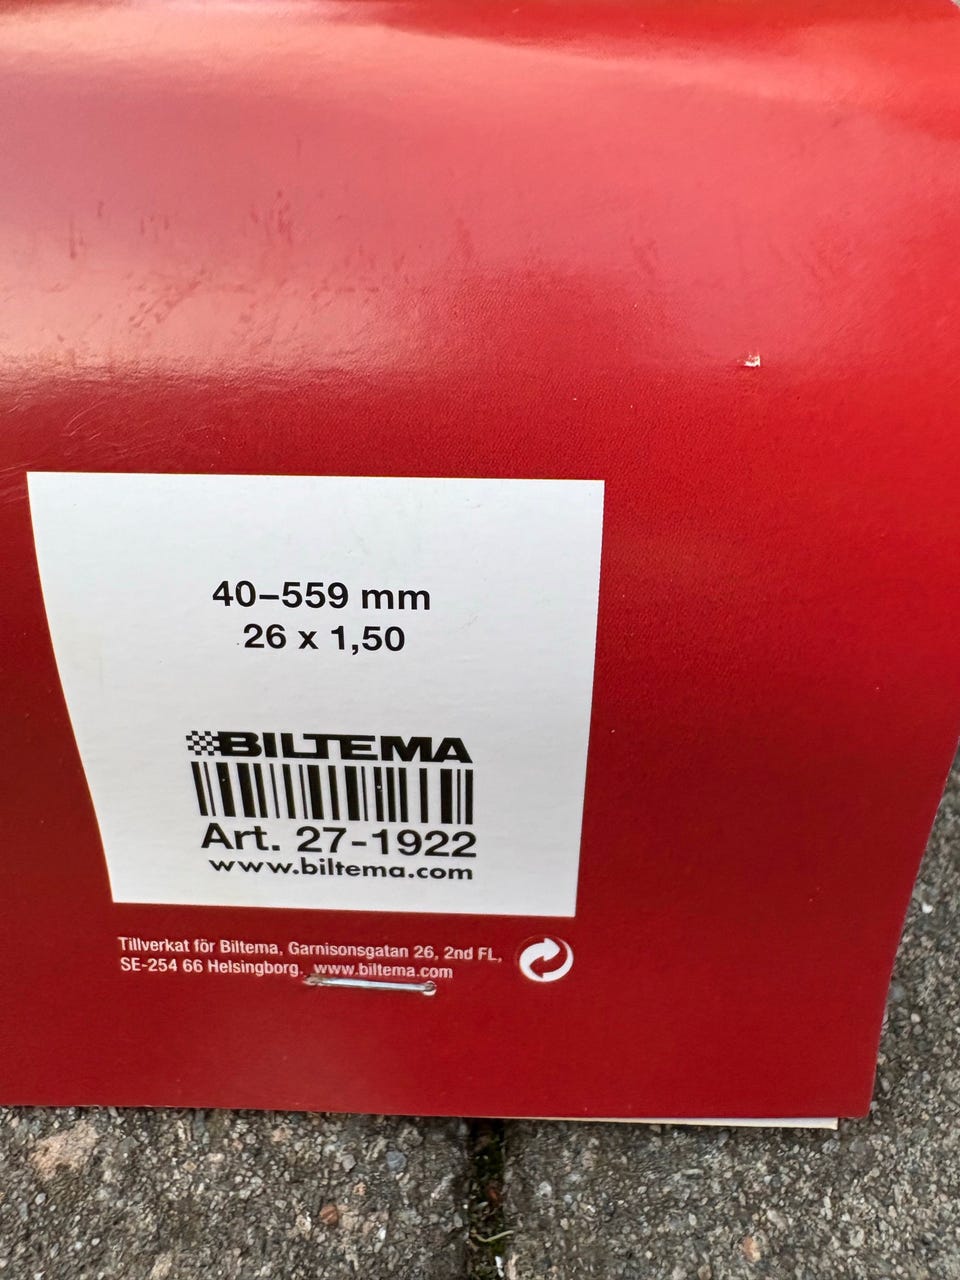 40–559 mm
26 x 1,50
BILTEMA
Art. 27-1922
www.biltema.com
Tillverkat för Biltema, Garnisonsgatan 26, 2nd FL,
SE-254 66 Helsingborg. www.biltema.com